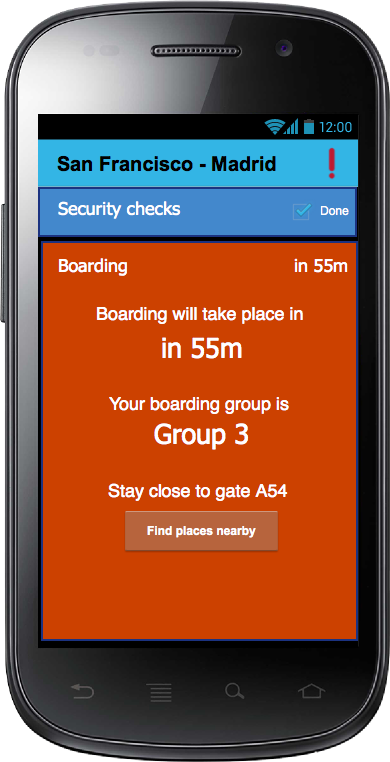 12:00
San Francisco - Madrid
Security checks
Done
Boarding
in 55m
Boarding will take place in
in 55m
Your boarding group is
Group 3
Stay close to gate A54
Find places nearby